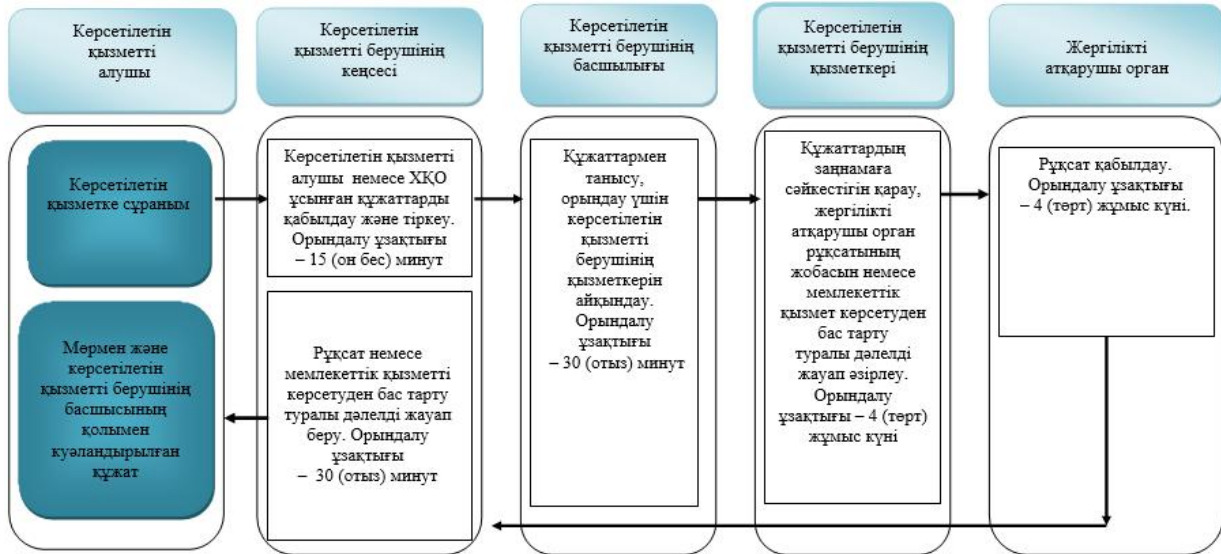 Көрсетілетін
қызметті
алушы
Көрсетілетін
қызметті берушінің
кеңсесі
Көрсетілетін
қызметті берушінің
басшылығы
Көрсетілетін
қызметті берушінің
қызметкері
Жергілікті
атқарушы орган
Көрсетілетін
қызметке сұраным
Көрсетілетін қызметті
алушы немесе ХҚО
ұсынған құжаттарды
қабылдау және тіркеу.
Орындалу ұзақтығы
– 15 (он бес) минут
Құжаттармен
танысу,
орындау үшін
көрсетілетін
қызметті
берушінің
қызметкерін
айқындау.
Орындалу
ұзақтығы
– 30 (отыз) минут
Құжаттардың
заңнамаға
сәйкестігін қарау,
жергілікті
атқарушы орган
рұқсатының
жобасын немесе
мемлекеттік
қызмет көрсетуден
бас тарту
туралы дәлелді
жауап әзірлеу.
Орындалу
ұзақтығы – 4 (төрт)
жұмыс күні
Рұқсат қабылдау.
Орындалу ұзақтығы
– 4 (төрт) жұмыс күні.
Мөрмен және
көрсетілетін
қызметті берушінің
басшысының
қолымен
куәландырылған
құжат
Рұқсат немесе
мемлекеттік қызметті
көрсетуден бас тарту
туралы дәлелді жауап
беру. Орындалу
ұзақтығы
– 30 (отыз) минут